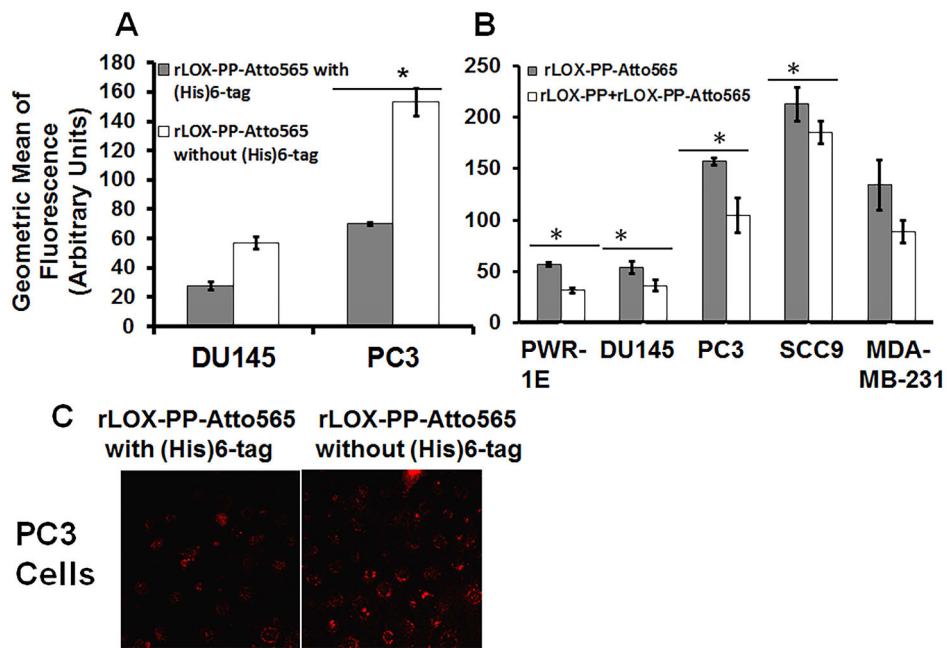 A
Geometric Mean of
Fluorescence
(Arbitrary Units)
180
160
140
120
100
80
60
40
20
0
rLOX-PP-Atto565 with
(His)6-tag
rLOX-PP-Atto565
without (His)6-tag
*
DU145
PC3
B
250
200
150
100
50
0
rLOX-PP-Atto565
rLOX-PP+rLOX-PP-Atto565
*
*
*
*
PWR-
1E
DU145
PC3
SCC9
MDA-
MB-231
C
rLOX-PP-Atto565
with (His)6-tag
rLOX-PP-Atto565
without (His)6-tag
PC3
Cells